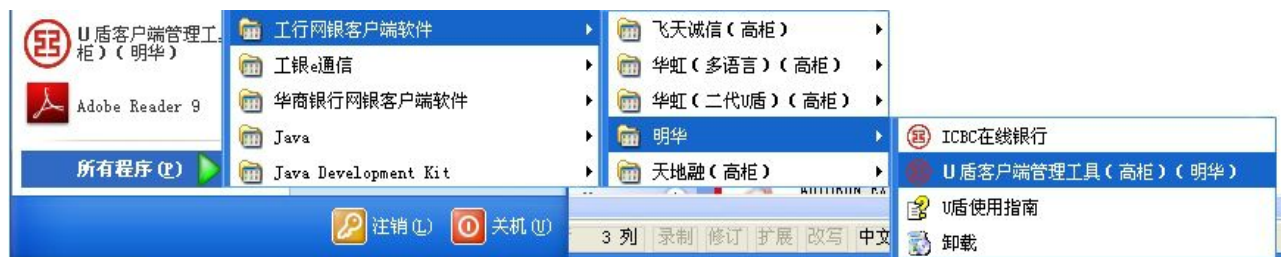 U盾客户端管理工
柜)(明华)
Adobe Reader 9
所有程序(P)
工行网银客户端软件
工银e通信
华商银行网银客户端软件
Java
Java Development Kit
飞天诚信(高柜)
华虹(多语言)(高柜)
华虹(二代U盾)(高柜)
明华
天地融(高柜)
ICBC在线银行
U盾客户端管理工具(高柜)(明华)
U盾使用指南
卸载
注销(L)
关机(U)
3 列 录制 修订 扩展 改写 中文